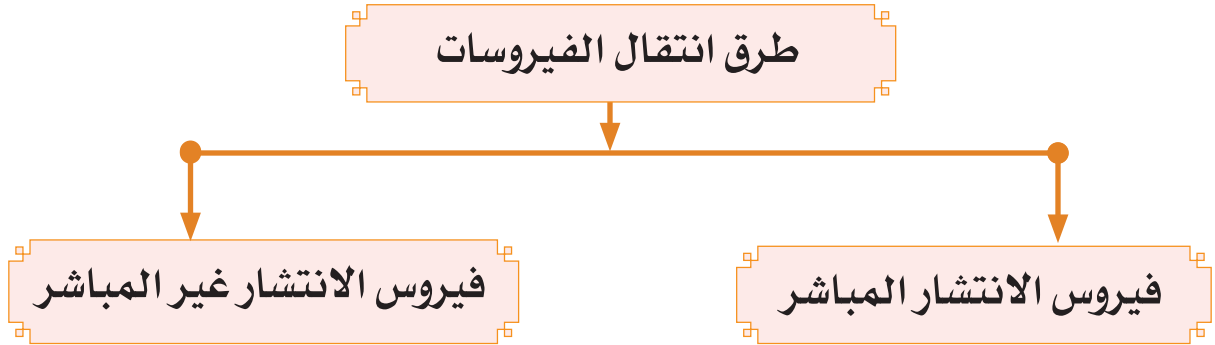 طرق انتقال الفيروسات
فيروس الانتشار المباشر
فيروس الانتشار غير المباشر